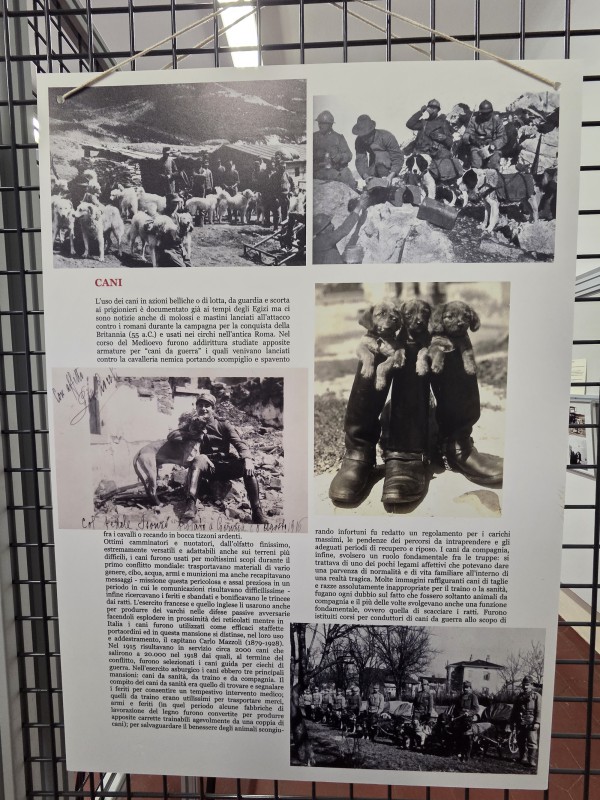 CANI
L'uso dei cani in azioni belliche o di lotta, da guardia e scorta
ai prigionieri è documentato già ai tempi degli Egizi ma ci
sono notizie anche di molossi e mastini lanciati all'attacco
contro i romani durante la campagna per la conquista della
Britannia (55 a.C.) e usati nei circhi nell'antica Roma. Nel
corso del Medioevo furono addirittura studiate apposite
armature per "cani da guerra" i quali venivano lanciati
contro la cavalleria nemica portando scompiglio e spavento
fra i cavalli o recando in bocca tizzoni ardenti.
Ottimi camminatori e nuotatori, dall'olfatto finissimo,
estremamente versatili e adattabili anche sui terreni più
difficili, i cani furono usati per molteplici scopi durante il
primo conflitto mondiale: trasportavano materiali di vario
genere, cibo, acqua, armi e munizioni ma anche recapitavano
messaggi - missione questa pericolosa e assai preziosa in un
periodo in cui le comunicazioni risultavano difficilissime -
infine ricercavano i feriti e sbandati e bonificavano le trincee
dai ratti. L'esercito francese e quello inglese li usarono anche
per produrre dei varchi nelle difese passive avversarie
facendoli esplodere in prossimità dei reticolati mentre in
Italia i cani furono utilizzati come efficaci staffette
portaordini ed in questa mansione si distinse, nel loro uso
e addestramento, il capitano Carlo Mazzoli (1879-1928).
Nel 1915 risultavano in servizio circa 2000 cani che
salirono a 20.000 nel 1918 dai quali, al termine del
conflitto, furono selezionati i cani guida per ciechi di
guerra. Nell'esercito asburgico i cani ebbero tre principali
mansioni: cani da sanità, da traino e da compagnia. Il
compito dei cani da sanità era quello di trovare e segnalare
i feriti per consentire un tempestivo intervento medico;
quelli da traino erano utilissimi per trasportare merci,
armi e feriti (in quel periodo alcune fabbriche di
lavorazione del legno furono convertite per produrre
apposite carrette trainabili agevolmente da una coppia di
cani); per salvaguardare il benessere degli animali scongiu-
rando infortuni fu redatto un regolamento per i carichi
massimi, le pendenze dei percorsi da intraprendere e gli
adeguati periodi di recupero e riposo. I cani da compagnia,
infine, svolsero un ruolo fondamentale fra le truppe: si
trattava di uno dei pochi legami affettivi che potevano dare
una parvenza di normalità e di vita familiare all'interno di
una realtà tragica. Molte immagini raffiguranti cani di taglie
e razze assolutamente inappropriate per il traino o la sanità,
fugano ogni dubbio sul fatto che fossero soltanto animali da
compagnia e il più delle volte svolgevano anche una funzione
fondamentale, ovvero quella di scacciare i ratti. Furono
istituiti corsi per conduttori di cani da guerra allo scopo di